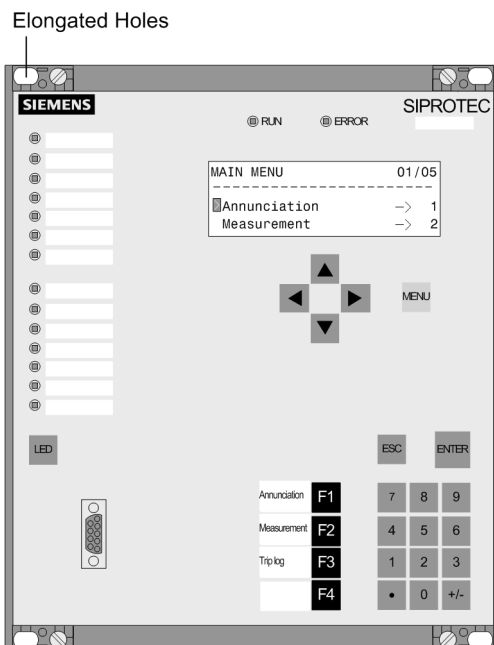 Elongated Holes
SIEMENS
SIPROTEC
RUN
ERROR
MAIN MENU 01/05
--------------------
Annunciation –> 1
Measurement –> 2
MENU
LED
ESC
ENTER
Annunciation F1
7 8 9
Measurement F2
4 5 6
Trip log F3
1 2 3
F4
• 0 +/-